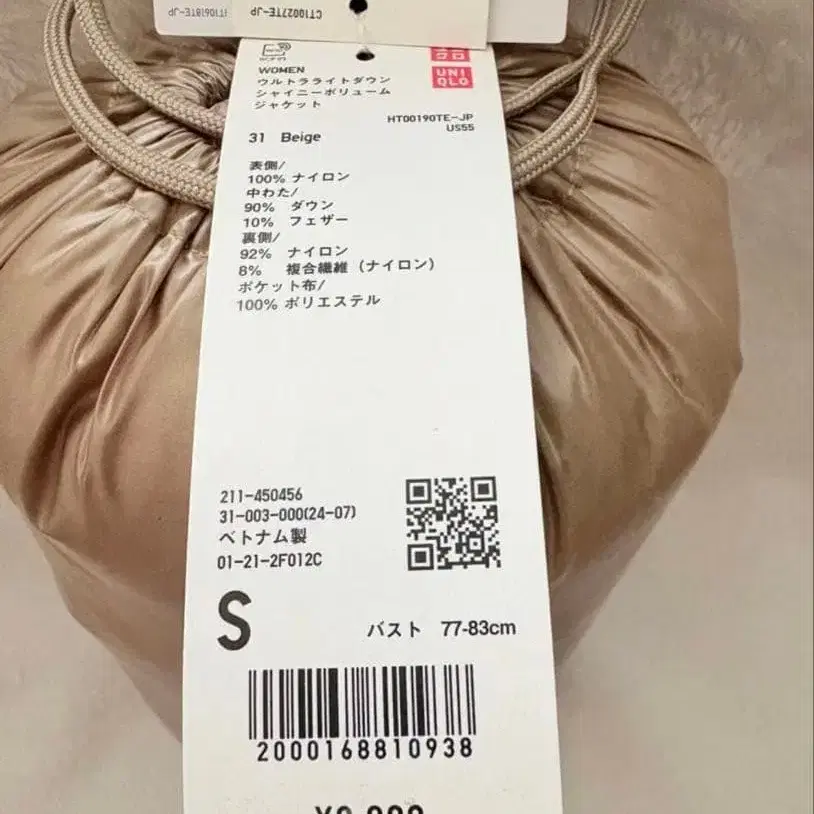 CT10027TE-JP
WOMEN
ウルトラライトダウン
シャイニーボリューム
ジャケット
UNI
QLO
HT00190TE-JP
US55
31 Beige
表側/
100% ナイロン
中わた/
90% ダウン
10% フェザー
裏側/
92% ナイロン
8% 複合繊維 (ナイロン)
ポケット布/
100% ポリエステル
211-450456
31-003-000(24-07)
ベトナム製
01-21-2F012C
S
バスト 77-83cm
2000168810938